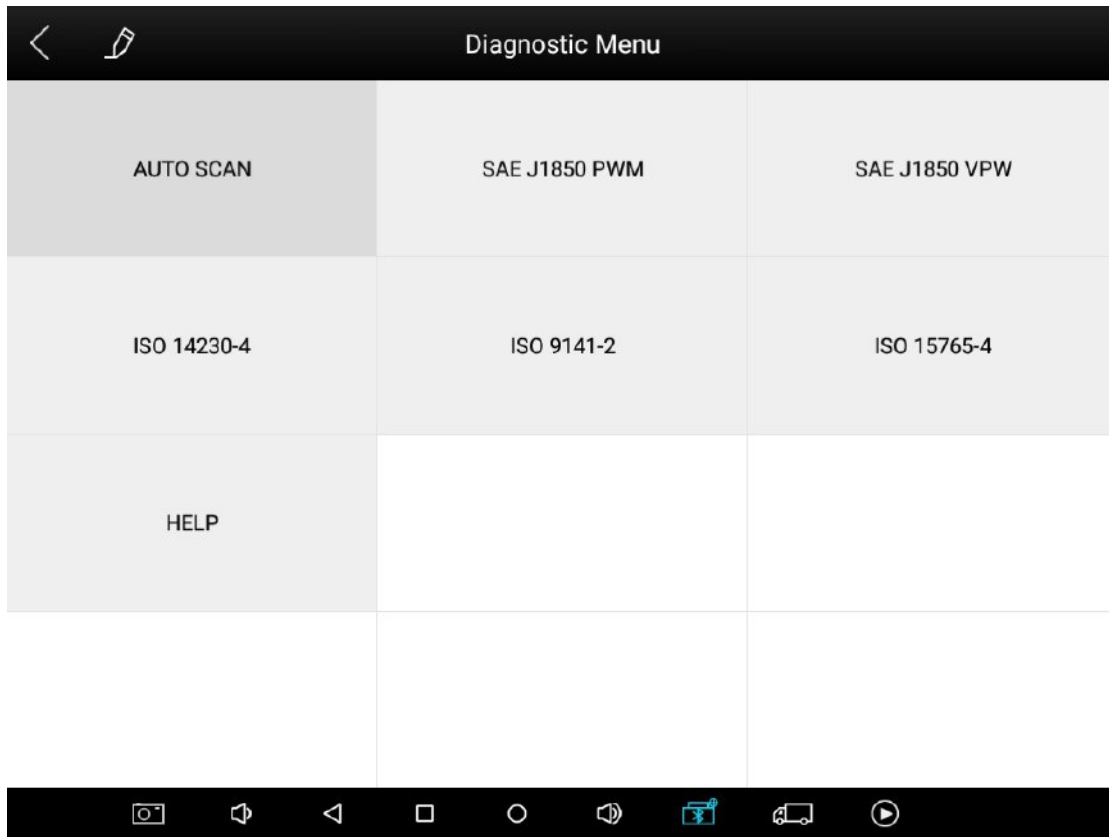 Diagnostic Menu
AUTO SCAN
SAE J1850 PWM
SAE J1850 VPW
ISO 14230-4
ISO 9141-2
ISO 15765-4
HELP